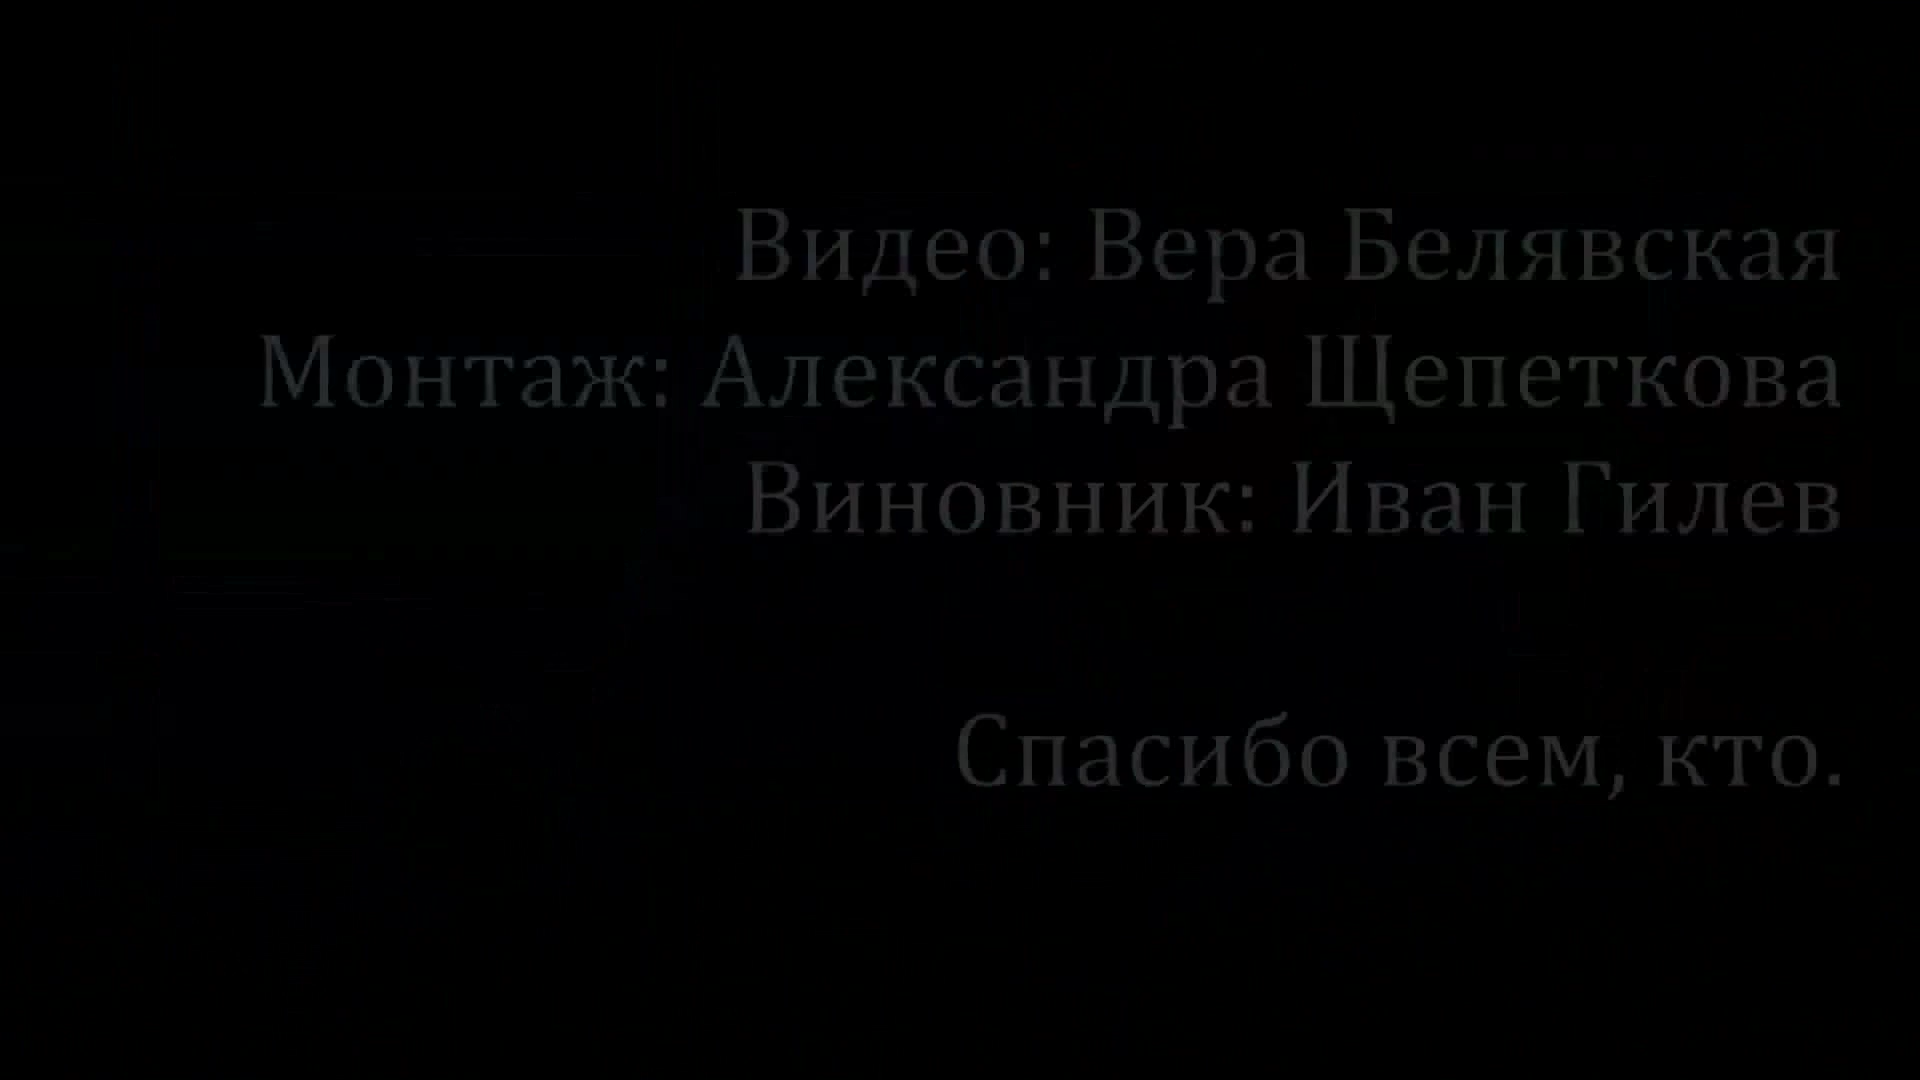 Видео: Вера Белявская
Монтаж: Александра Щепеткова
Виновник: Иван Гилев
Спасибо всем, кто.